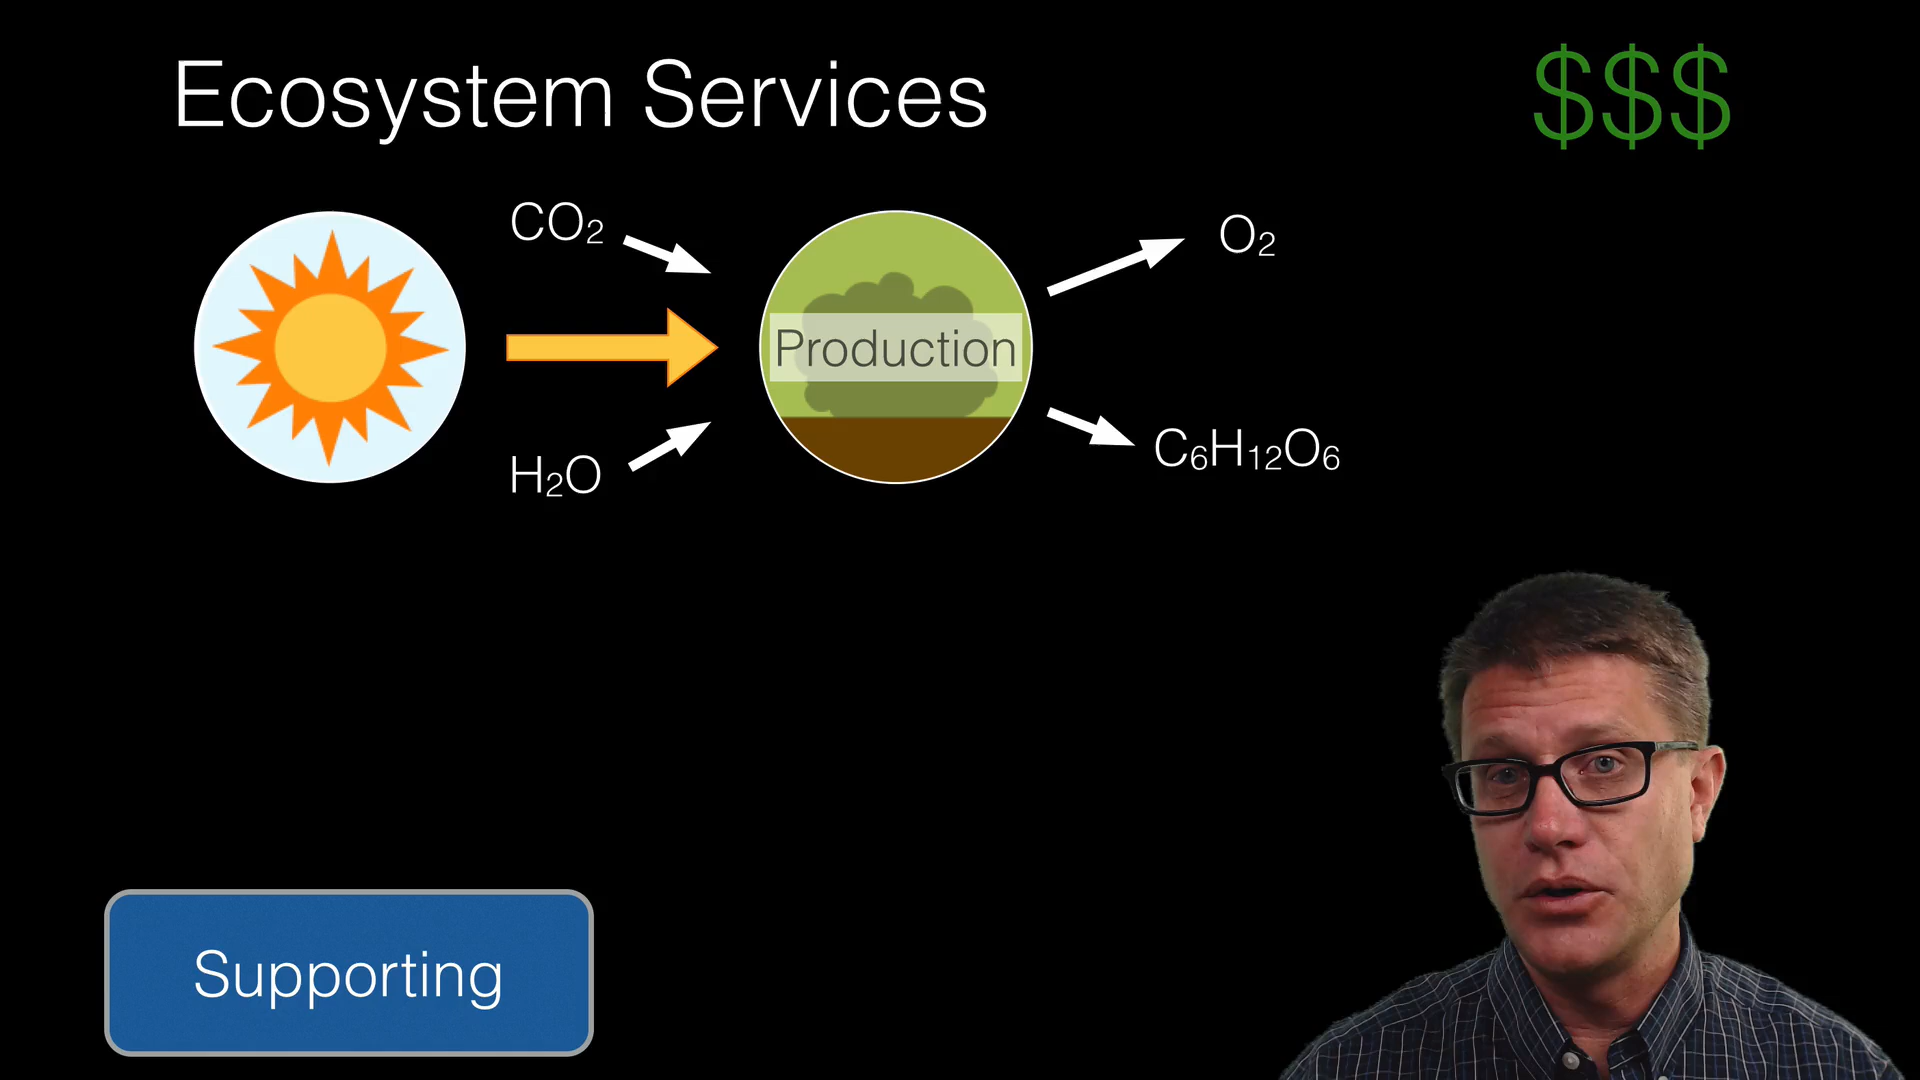 Ecosystem Services
$$$
CO₂
O₂
Production
H₂O
C₆H₁₂O₆
Supporting